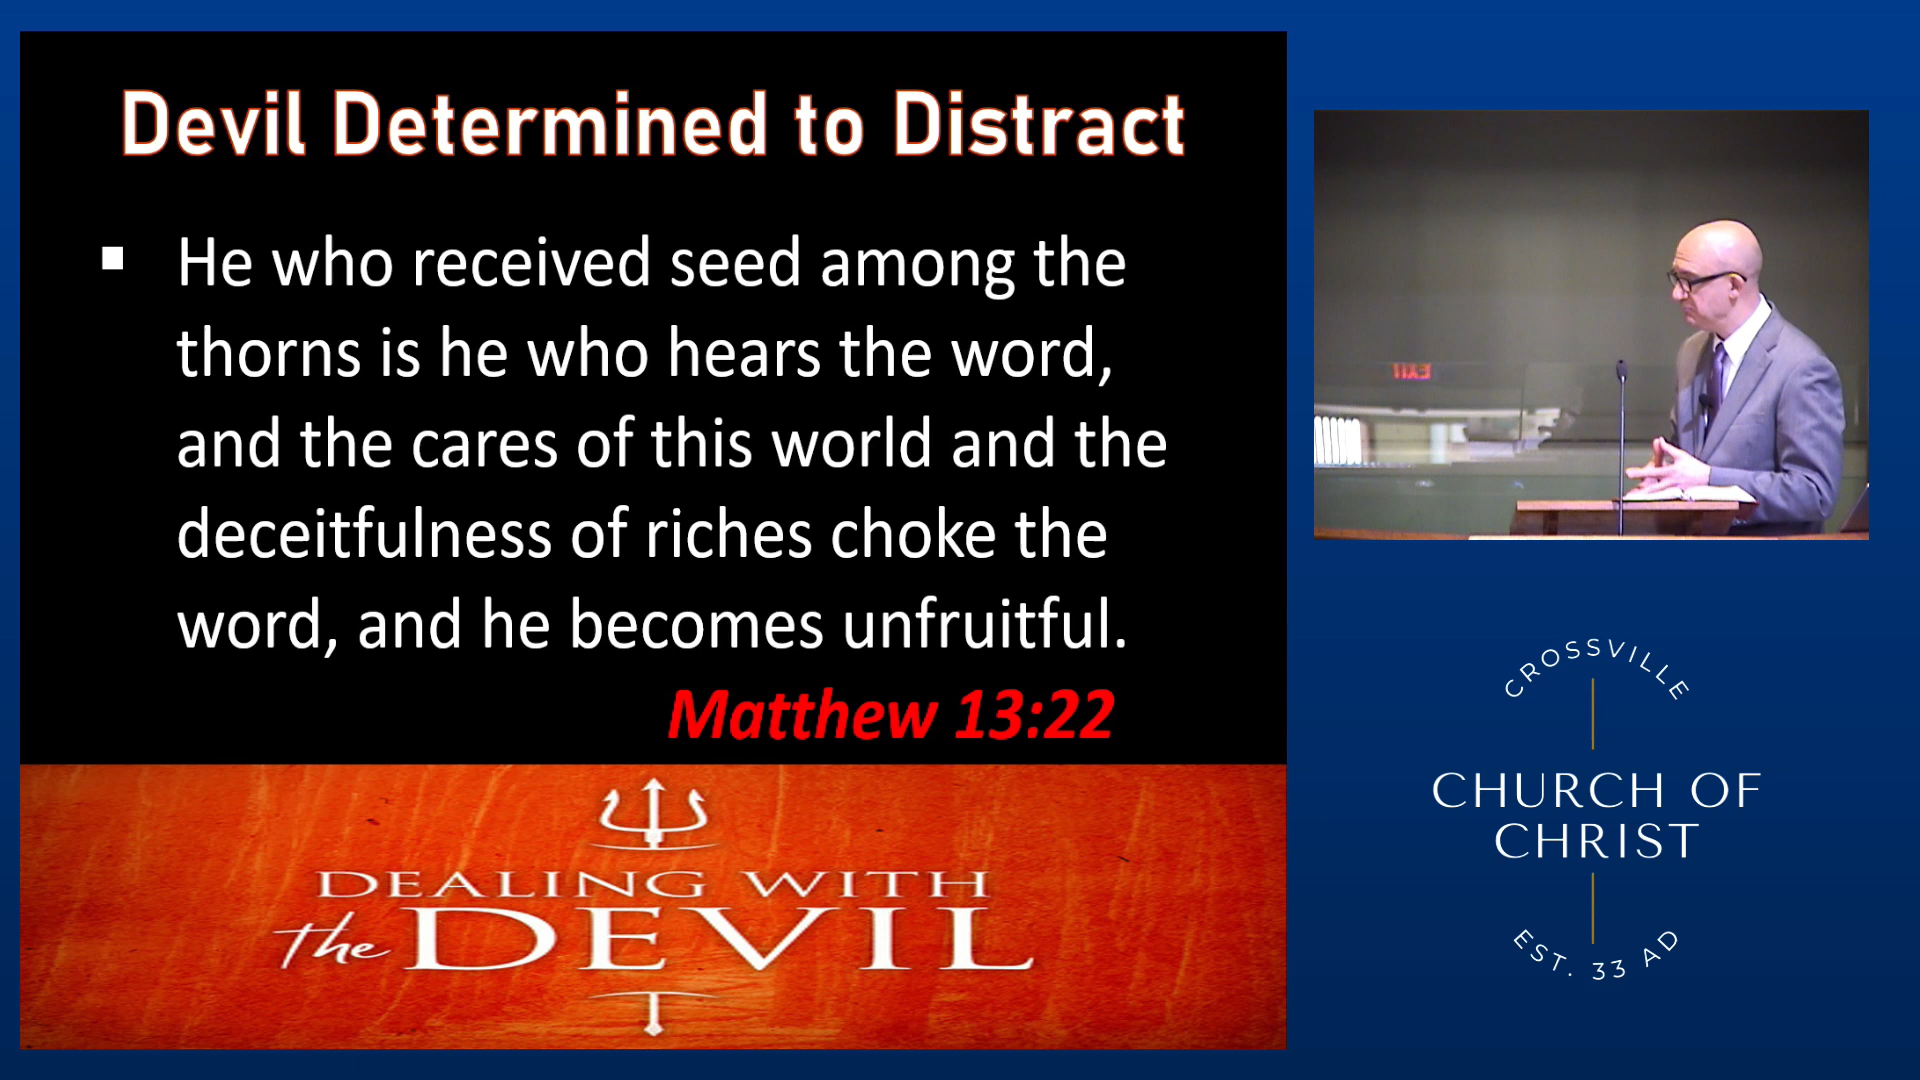 Devil Determined to Distract
▪ He who received seed among the
thorns is he who hears the word,
and the cares of this world and the
deceitfulness of riches choke the
word, and he becomes unfruitful.
Matthew 13:22
DEALING WITH
the DEVIL
EXIT
CROSSVILLE
CHURCH OF
CHRIST
EST. 33 AD